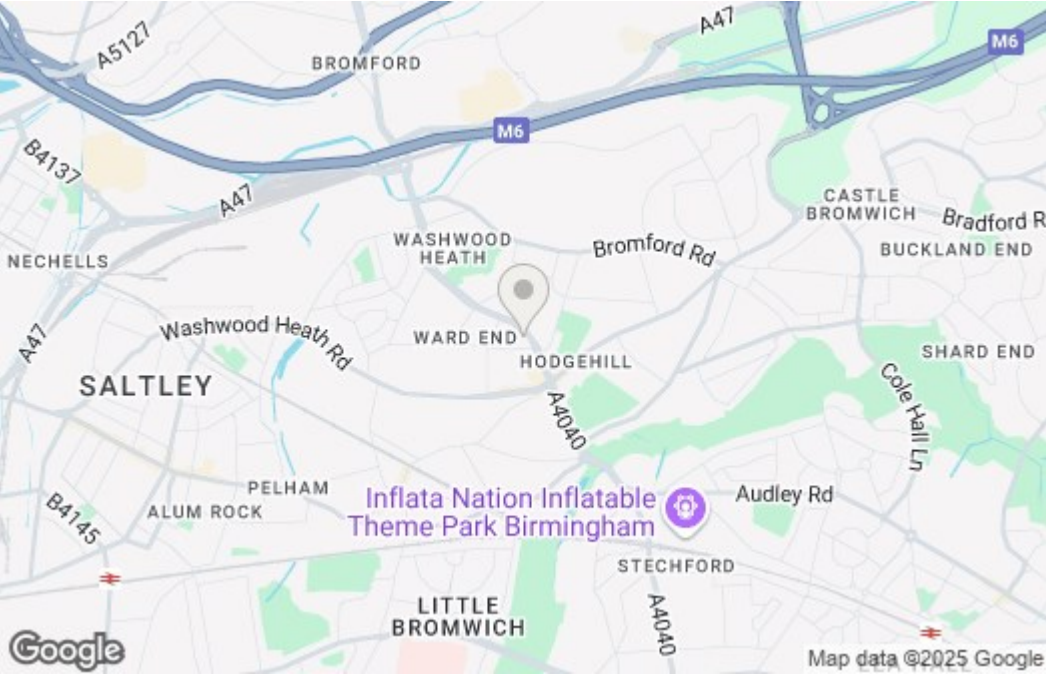 A47
A5127
M6
BROMFORD
M6
B4137
A47
CASTLE
BROMWICH
Bradford R
WASHWOOD
HEATH
Bromford Rd
BUCKLAND END
NECHELLS
Washwood Heath Rd
WARD END
A47
HODGEHILL
SHARD END
SALTLEY
Cole Hall Ln
A4040
PELHAM
Inflata Nation Inflatable
Theme Park Birmingham
Audley Rd
B4145
ALUM ROCK
STECHFORD
LITTLE
BROMWICH
A4040
Google
Map data ©2025 Google